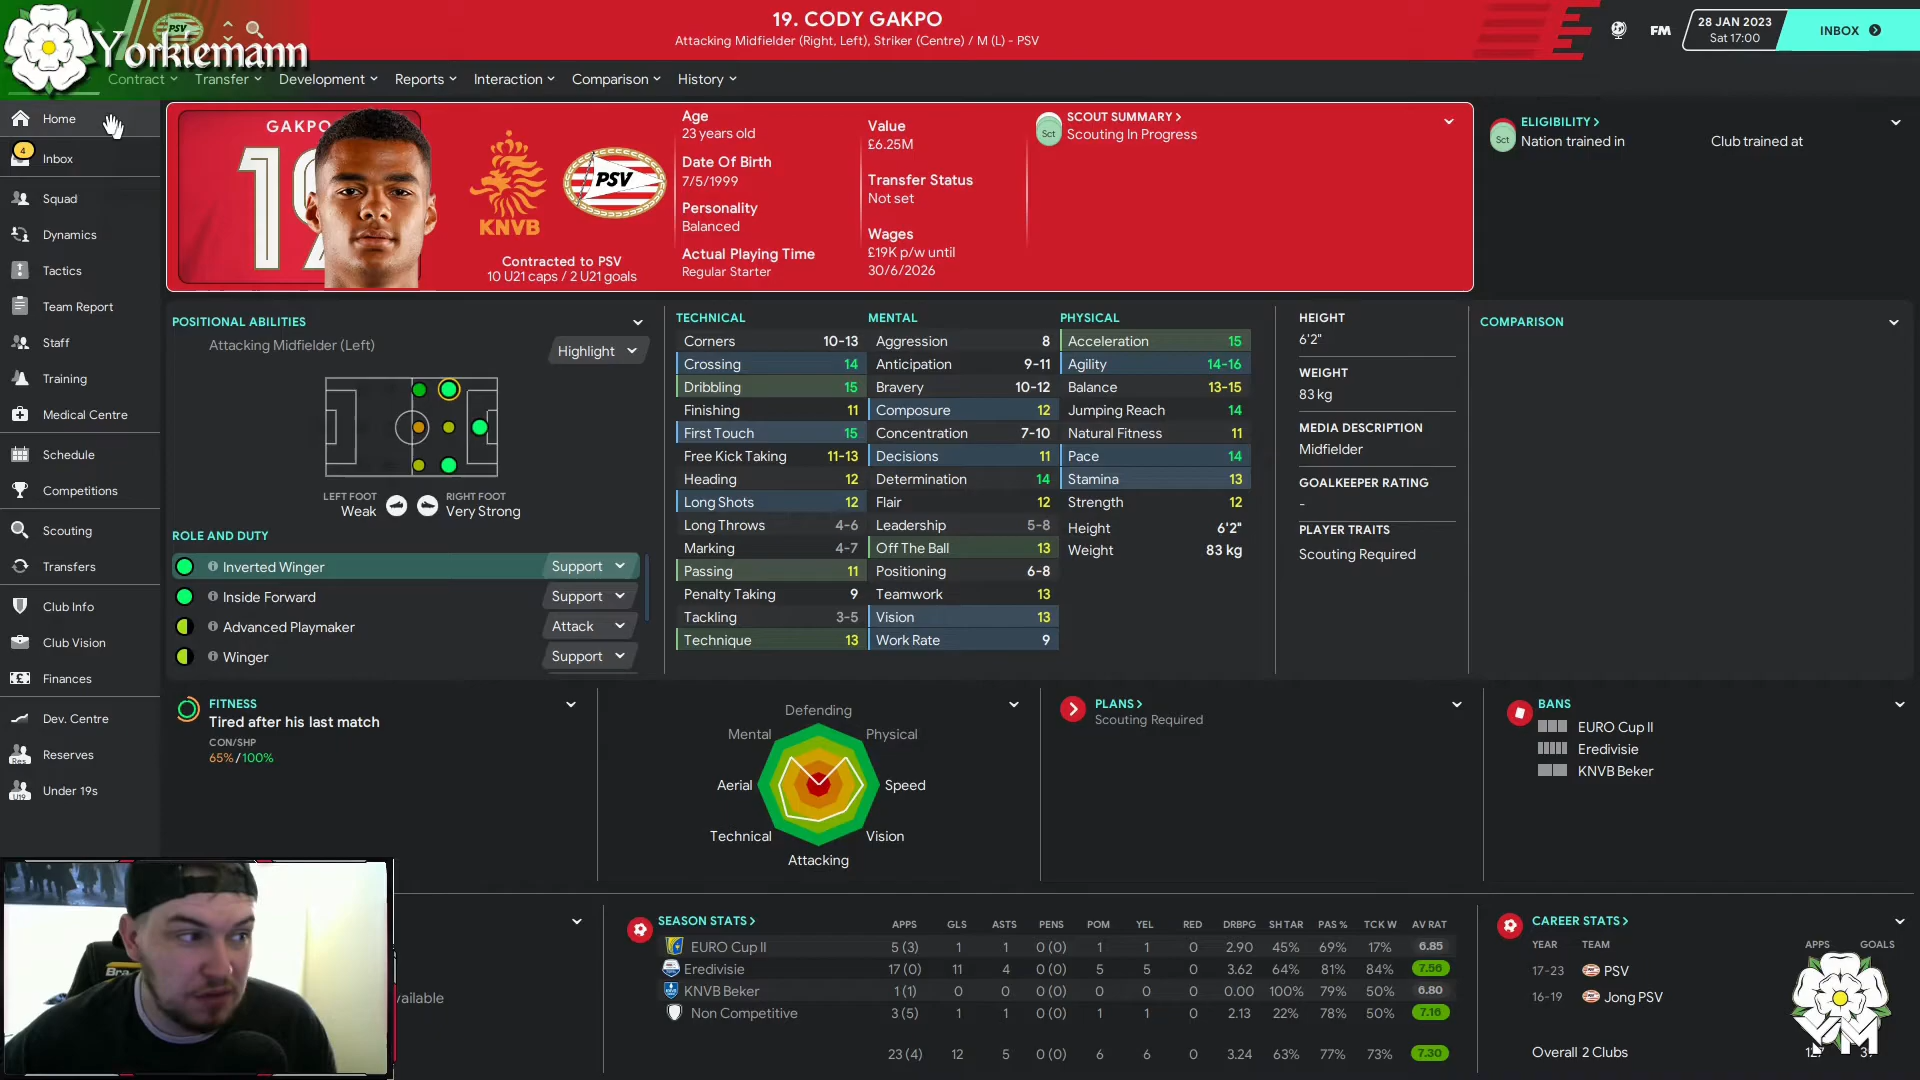 Yorkiemann
19. CODY GAKPO
Attacking Midfielder (Right, Left), Striker (Centre) / M (L) - PSV
FM
28 JAN 2023
Sat 17:00
INBOX
Contract
Transfer
Development
Reports
Interaction
Comparison
History
Home
4
Inbox
Squad
Dynamics
Tactics
Team Report
Staff
Training
Medical Centre
Schedule
Competitions
Scouting
Transfers
Club Info
Club Vision
Finances
Dev. Centre
Reserves
Under 19s
GAKPO
19
KNVB
PSV
Contracted to PSV
10 U21 caps / 2 U21 goals
Age
23 years old
Date Of Birth
7/5/1999
Personality
Balanced
Actual Playing Time
Regular Starter
Value
£6.25M
Transfer Status
Not set
Wages
£19K p/w until
30/6/2026
Sct
SCOUT SUMMARY >
Scouting In Progress
Sct
ELIGIBILITY >
Nation trained in
Club trained at
POSITIONAL ABILITIES
Attacking Midfielder (Left)
Highlight
LEFT FOOT
Weak
RIGHT FOOT
Very Strong
ROLE AND DUTY
Inverted Winger Support
Inside Forward Support
Advanced Playmaker Attack
Winger Support
TECHNICAL
Corners 10-13
Crossing 14
Dribbling 15
Finishing 11
First Touch 15
Free Kick Taking 11-13
Heading 12
Long Shots 12
Long Throws 4-6
Marking 4-7
Passing 11
Penalty Taking 9
Tackling 3-5
Technique 13
MENTAL
Aggression 8
Anticipation 9-11
Bravery 10-12
Composure 12
Concentration 7-10
Decisions 11
Determination 14
Flair 12
Leadership 5-8
Off The Ball 13
Positioning 6-8
Teamwork 13
Vision 13
Work Rate 9
PHYSICAL
Acceleration 15
Agility 14-16
Balance 13-15
Jumping Reach 14
Natural Fitness 11
Pace 14
Stamina 13
Strength 12
Height 6'2"
Weight 83 kg
HEIGHT
6'2"
WEIGHT
83 kg
MEDIA DESCRIPTION
Midfielder
GOALKEEPER RATING
-
PLAYER TRAITS
Scouting Required
COMPARISON
FITNESS
Tired after his last match
CON/SHP
65% / 100%
Defending
Mental Physical
Aerial Speed
Technical Vision
Attacking
PLANS >
Scouting Required
BANS
EURO Cup II
Eredivisie
KNVB Beker
vailable
SEASON STATS > APPS GLS ASTS PENS POM YEL RED DRBPG SH TAR PAS % TCK W AV RAT
EURO Cup II 5 (3) 1 1 0 (0) 1 1 0 2.90 45% 69% 17% 6.85
Eredivisie 17 (0) 11 4 0 (0) 5 5 0 3.62 64% 81% 84% 7.56
KNVB Beker 1 (1) 0 0 0 (0) 0 0 0 0.00 100% 79% 50% 6.80
Non Competitive 3 (5) 1 1 0 (0) 1 1 0 2.13 22% 78% 50% 7.16
23 (4) 12 5 0 (0) 6 6 0 3.24 63% 77% 73% 7.30
CAREER STATS >
YEAR TEAM APPS GOALS
17-23 PSV
16-19 Jong PSV
Overall 2 Clubs
YM